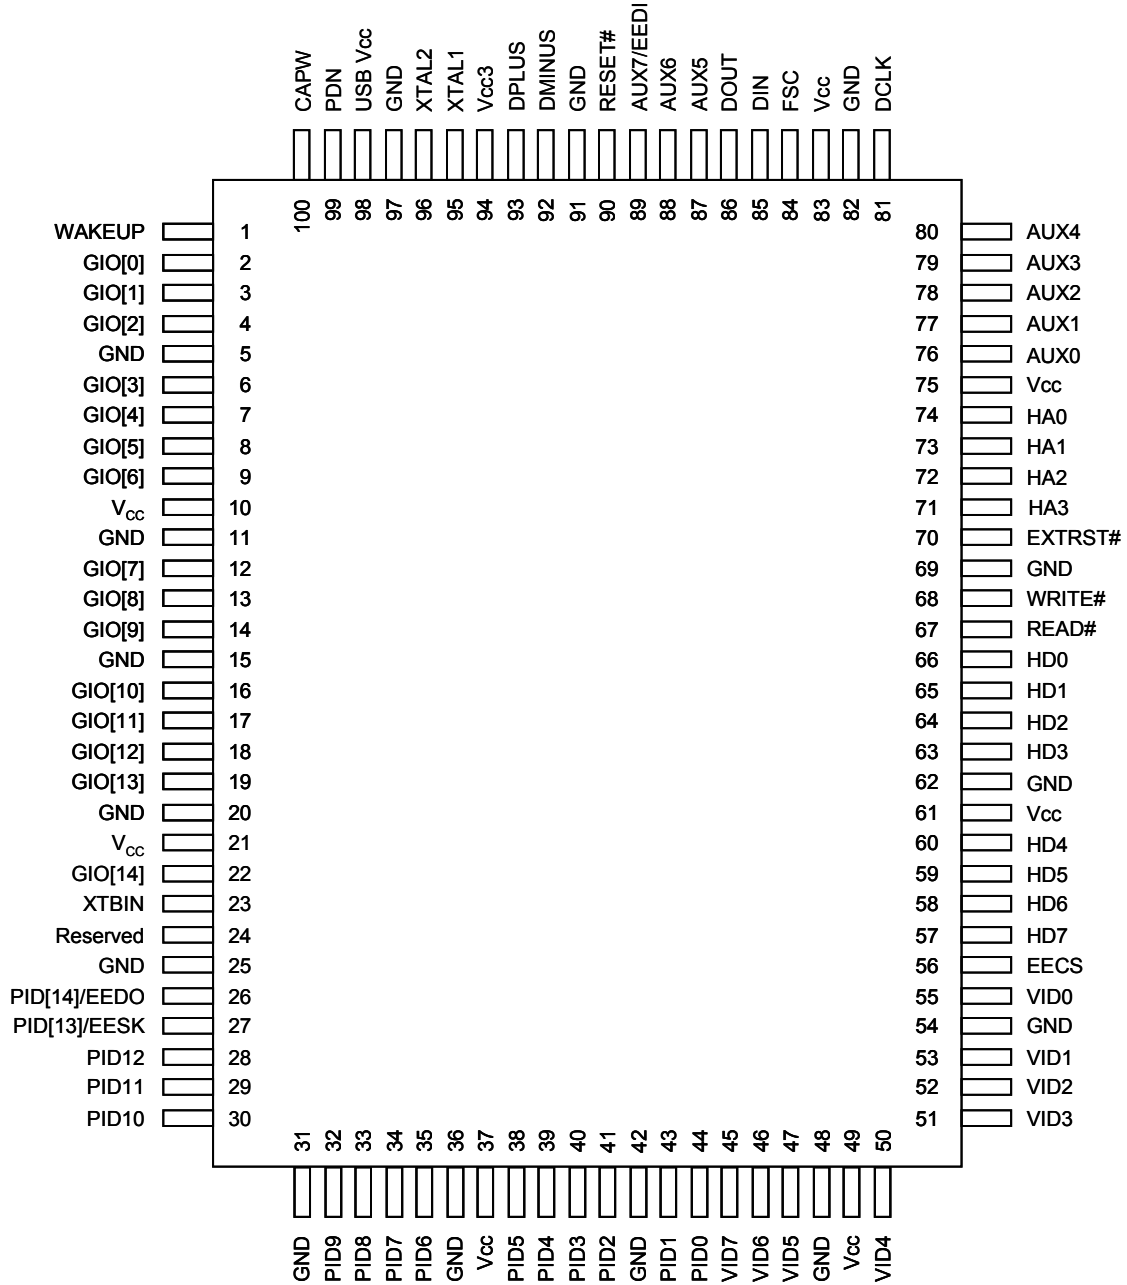 CAPW
PDN
USB Vcc
GND
XTAL2
XTAL1
Vcc3
DPLUS
DMINUS
GND
RESET#
AUX7/EEDI
AUX6
AUX5
DOUT
DIN
FSC
Vcc
GND
DCLK
100
99
98
97
96
95
94
93
92
91
90
89
88
87
86
85
84
83
82
81
WAKEUP 1 80 AUX4
GIO[0] 2 79 AUX3
GIO[1] 3 78 AUX2
GIO[2] 4 77 AUX1
GND 5 76 AUX0
GIO[3] 6 75 Vcc
GIO[4] 7 74 HA0
GIO[5] 8 73 HA1
GIO[6] 9 72 HA2
VCC 10 71 HA3
GND 11 70 EXTRST#
GIO[7] 12 69 GND
GIO[8] 13 68 WRITE#
GIO[9] 14 67 READ#
GND 15 66 HD0
GIO[10] 16 65 HD1
GIO[11] 17 64 HD2
GIO[12] 18 63 HD3
GIO[13] 19 62 GND
GND 20 61 Vcc
VCC 21 60 HD4
GIO[14] 22 59 HD5
XTBIN 23 58 HD6
Reserved 24 57 HD7
GND 25 56 EECS
PID[14]/EEDO 26 55 VID0
PID[13]/EESK 27 54 GND
PID12 28 53 VID1
PID11 29 52 VID2
PID10 30 51 VID3
31
32
33
34
35
36
37
38
39
40
41
42
43
44
45
46
47
48
49
50
GND
PID9
PID8
PID7
PID6
GND
Vcc
PID5
PID4
PID3
PID2
GND
PID1
PID0
VID7
VID6
VID5
GND
Vcc
VID4